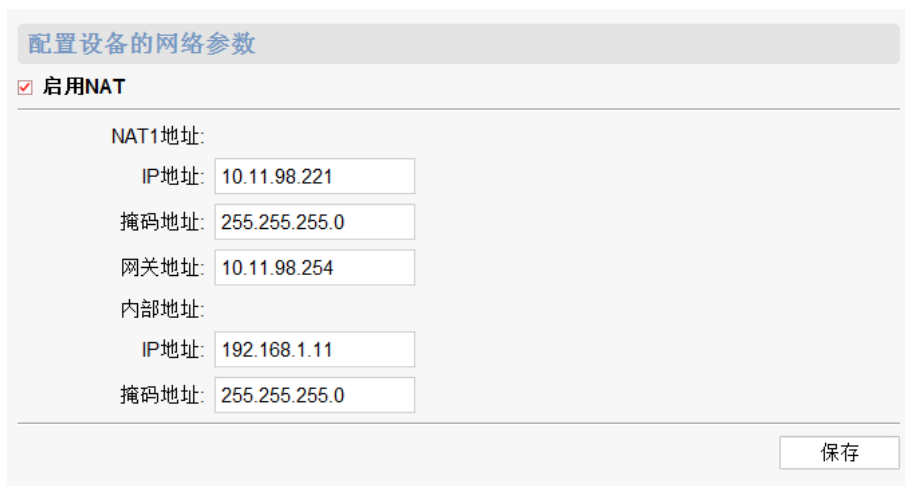 配置设备的网络参数
启用NAT
NAT1地址:
IP地址: 10.11.98.221
掩码地址: 255.255.255.0
网关地址: 10.11.98.254
内部地址:
IP地址: 192.168.1.11
掩码地址: 255.255.255.0
保存